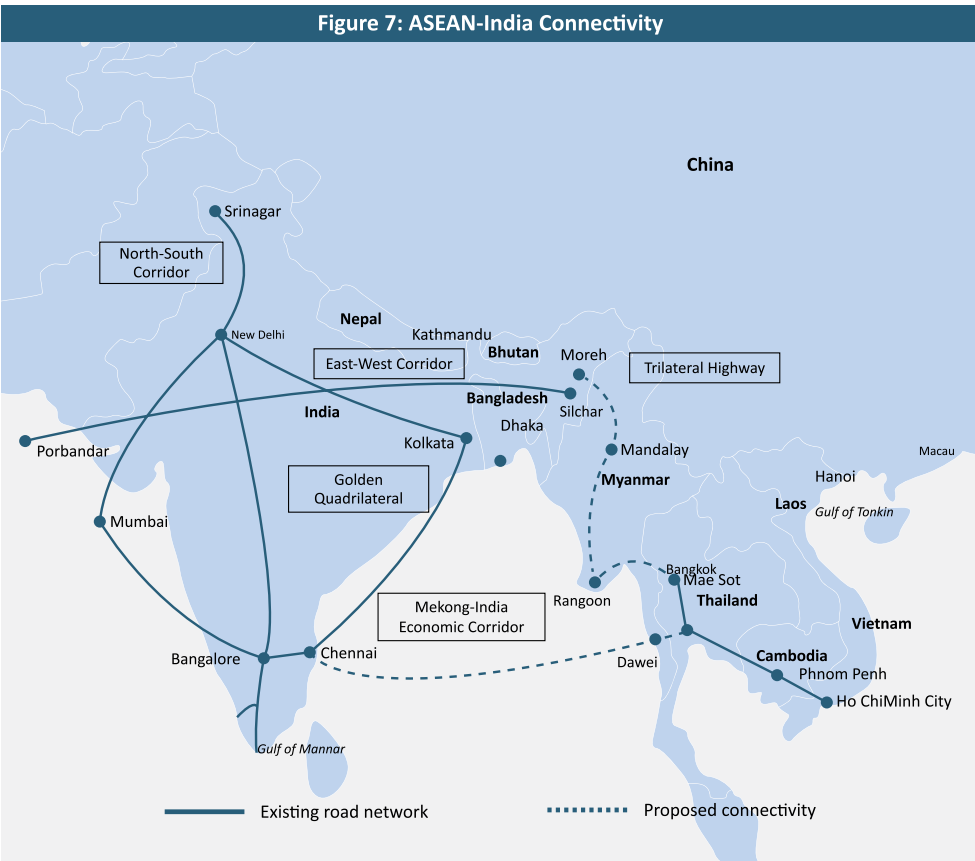 Figure 7: ASEAN-India Connectivity
China
Srinagar
North-South
Corridor
New Delhi
Nepal
Kathmandu
East-West Corridor
Bhutan
Moreh
Trilateral Highway
India
Bangladesh
Silchar
Dhaka
Kolkata
Porbandar
Mandalay
Macau
Golden
Quadrilateral
Myanmar
Hanoi
Laos
Gulf of Tonkin
Mumbai
Bangkok
Mae Sot
Rangoon
Thailand
Mekong-India
Economic Corridor
Vietnam
Bangalore
Chennai
Dawei
Cambodia
Phnom Penh
Ho ChiMinh City
Gulf of Mannar
Existing road network
Proposed connectivity